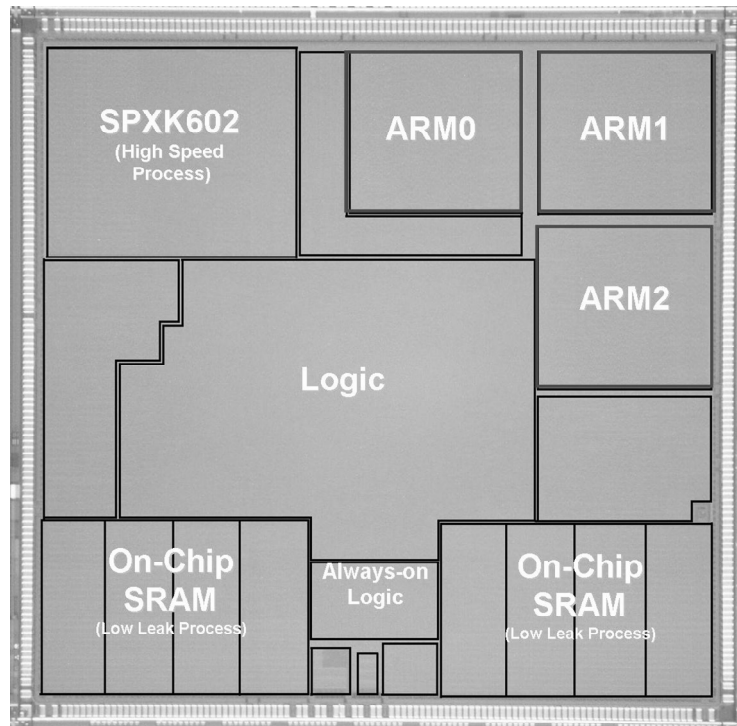 SPXK602
(High Speed
Process)
ARM0
ARM1
ARM2
Logic
On-Chip
SRAM
(Low Leak Process)
Always-on
Logic
On-Chip
SRAM
(Low Leak Process)